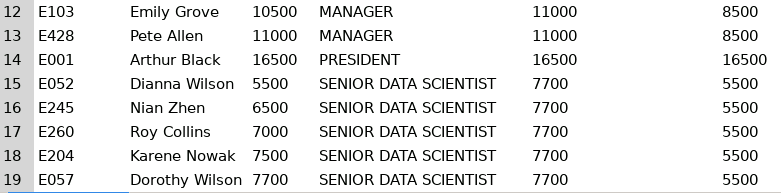 12 E103 Emily Grove 10500 MANAGER 11000 8500
13 E428 Pete Allen 11000 MANAGER 11000 8500
14 E001 Arthur Black 16500 PRESIDENT 16500 16500
15 E052 Dianna Wilson 5500 SENIOR DATA SCIENTIST 7700 5500
16 E245 Nian Zhen 6500 SENIOR DATA SCIENTIST 7700 5500
17 E260 Roy Collins 7000 SENIOR DATA SCIENTIST 7700 5500
18 E204 Karene Nowak 7500 SENIOR DATA SCIENTIST 7700 5500
19 E057 Dorothy Wilson 7700 SENIOR DATA SCIENTIST 7700 5500